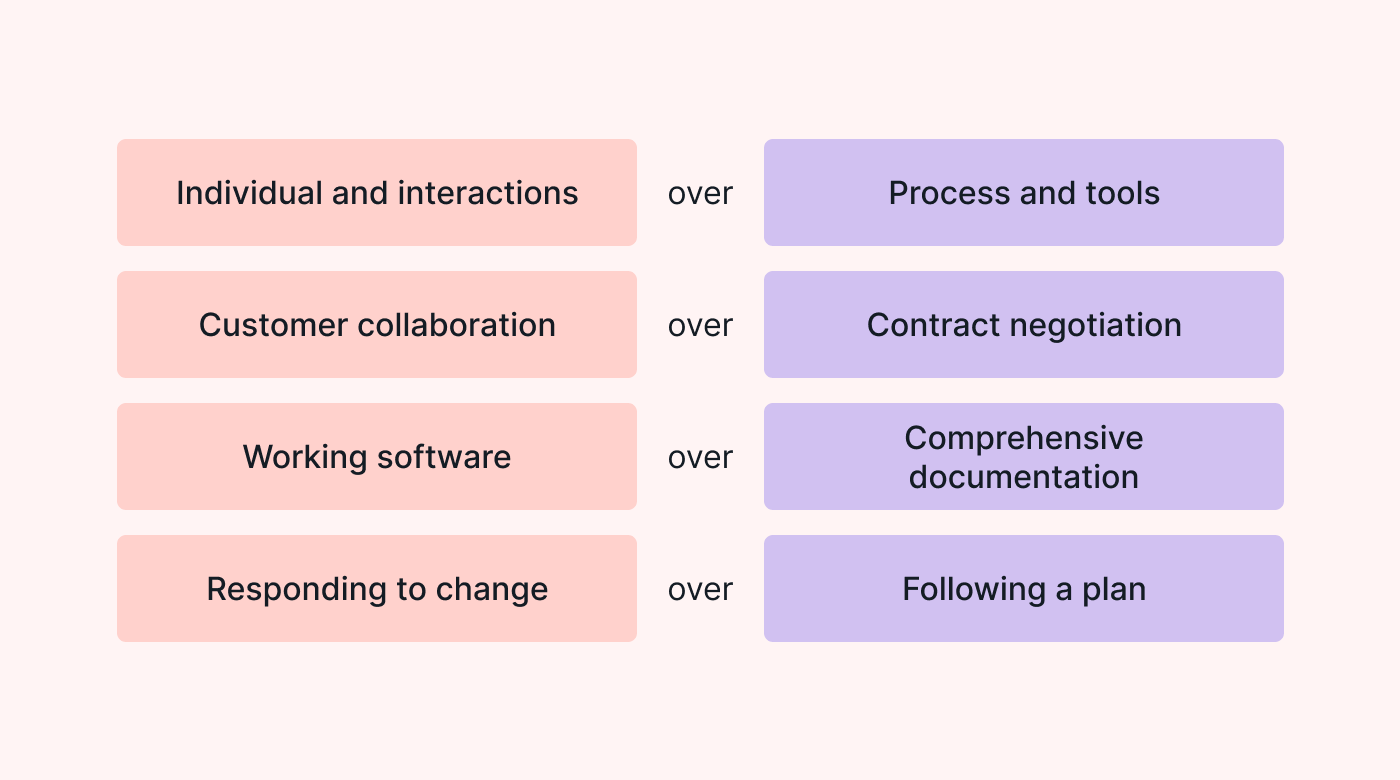 Individual and interactions over Process and tools
Customer collaboration over Contract negotiation
Working software over Comprehensive
documentation
Responding to change over Following a plan